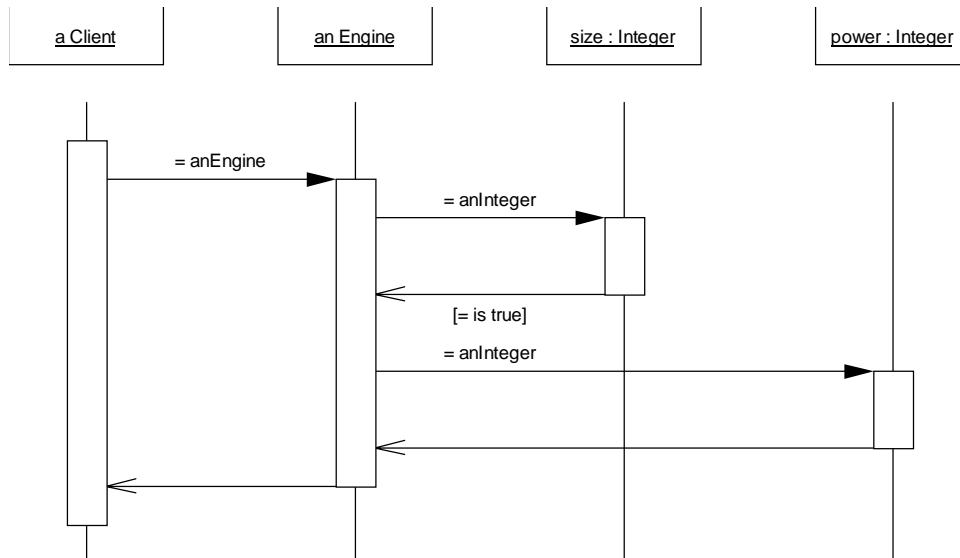 a Client
an Engine
size : Integer
power : Integer
= anEngine
= anInteger
[= is true]
= anInteger